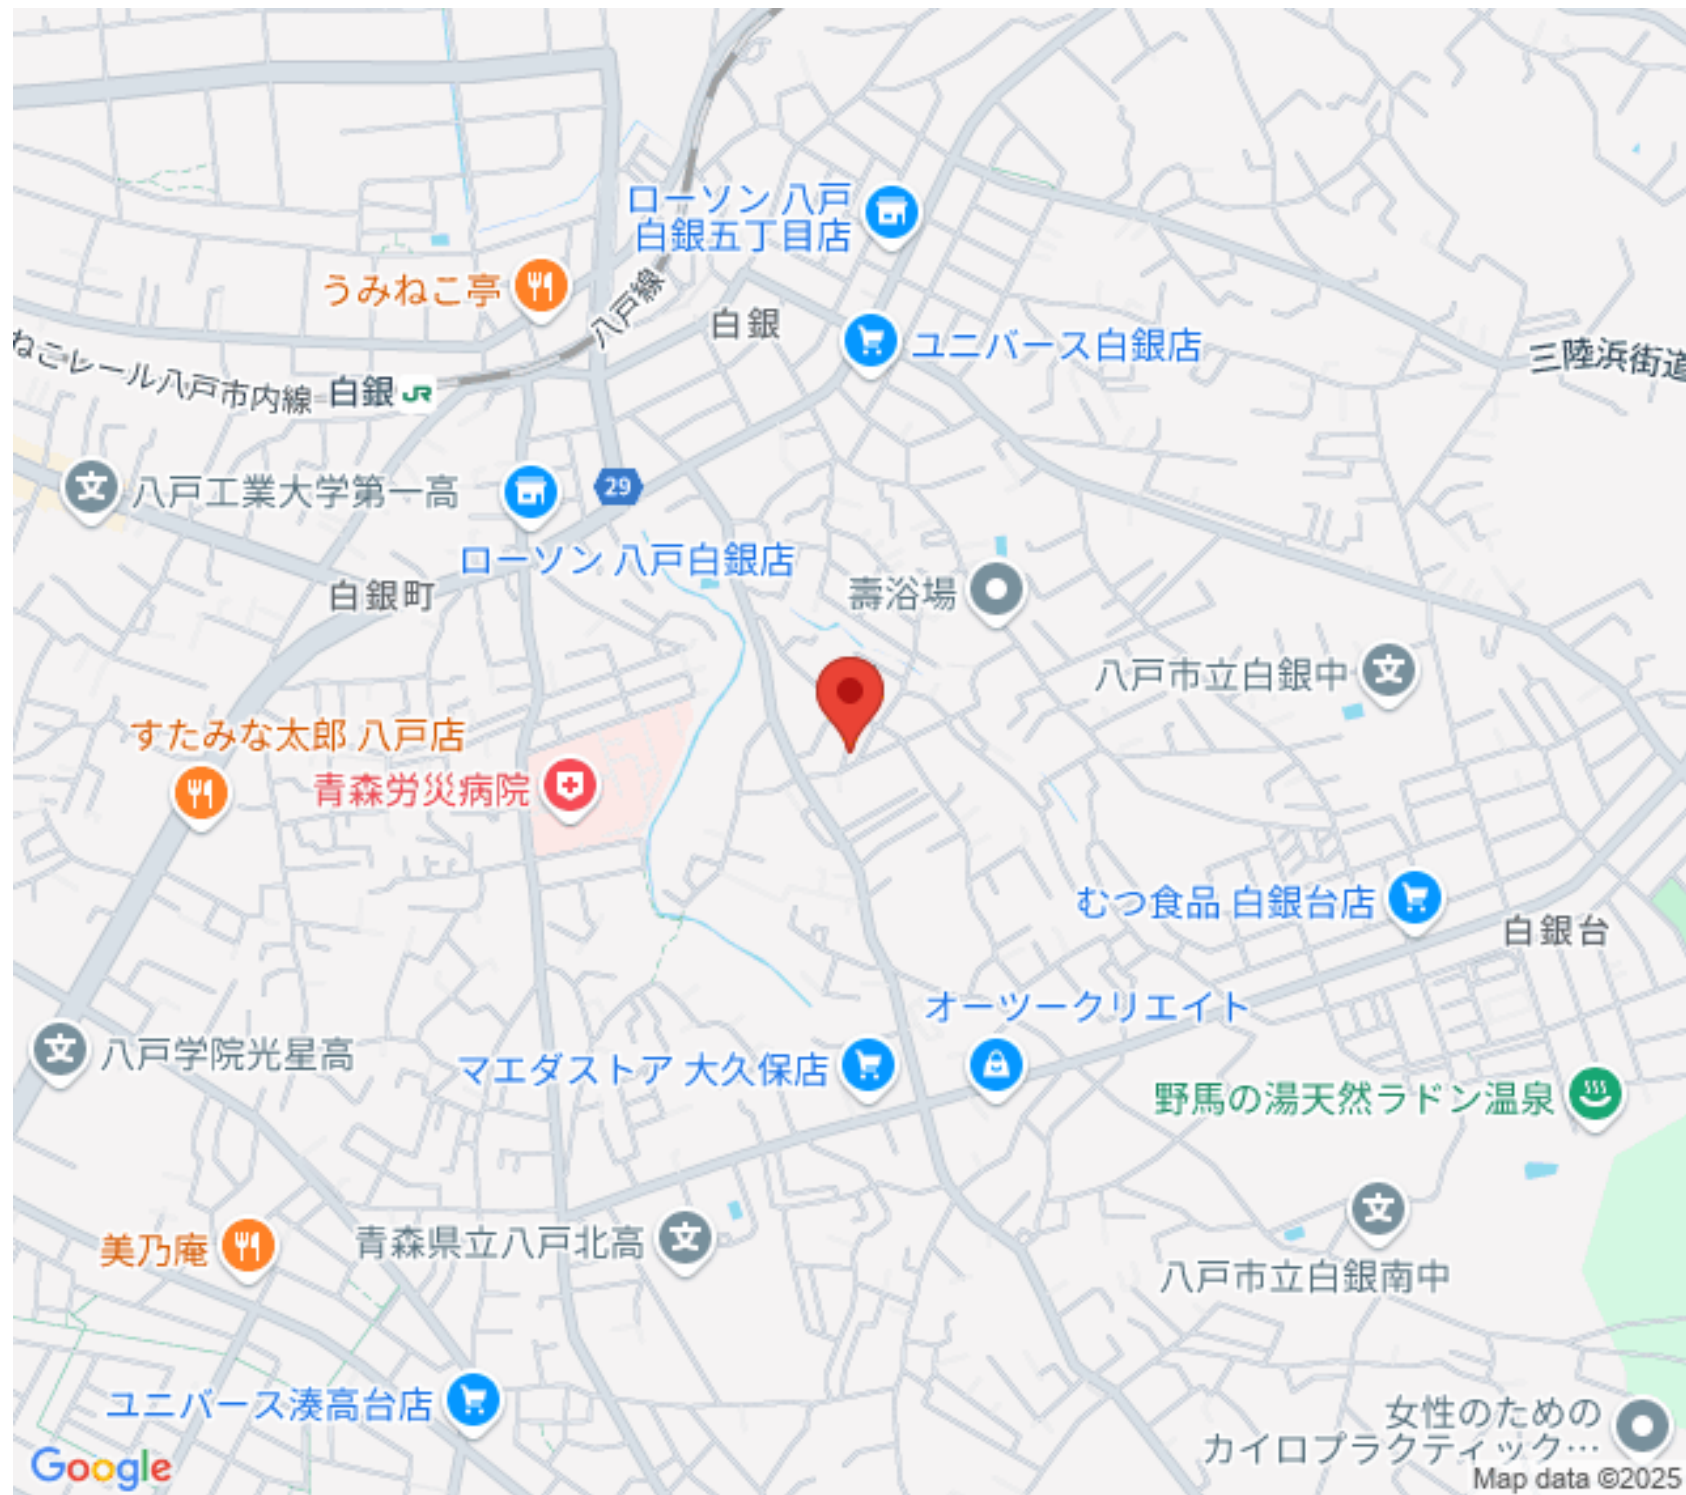 ローソン 八戸
白銀五丁目店
うみねこ亭
八戸線
白銀
ユニバース白銀店
三陸浜街道
ねこレール八戸市内線
白銀 JR
八戸工業大学第一高
29
ローソン 八戸白銀店
白銀町
壽浴場
八戸市立白銀中
すたみな太郎 八戸店
青森労災病院
むつ食品 白銀台店
白銀台
オーツークリエイト
八戸学院光星高
マエダストア 大久保店
野馬の湯天然ラドン温泉
美乃庵
青森県立八戸北高
八戸市立白銀南中
ユニバース湊高台店
女性のための
カイロプラクティック…
Google
Map data ©2025